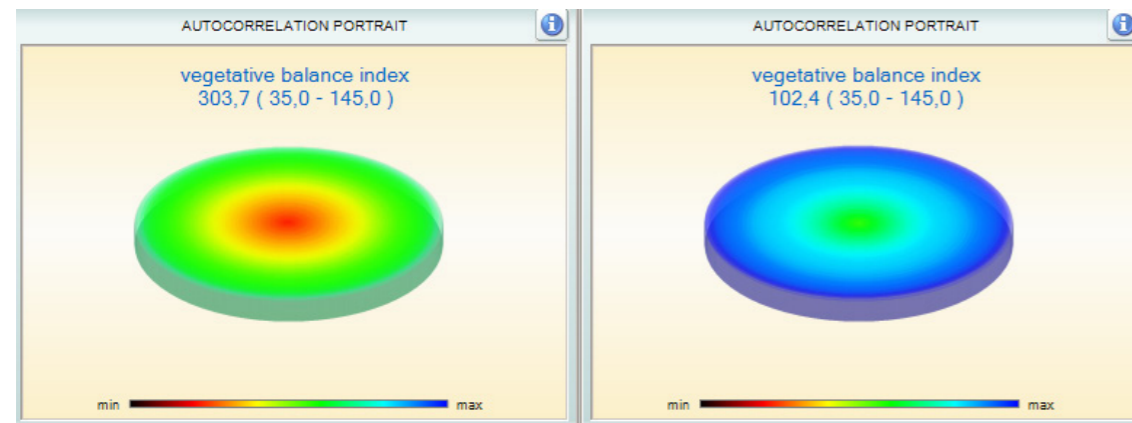 AUTOCORRELATION PORTRAIT
i
vegetative balance index
303,7 ( 35,0 - 145,0 )
min max
AUTOCORRELATION PORTRAIT
i
vegetative balance index
102,4 ( 35,0 - 145,0 )
min max